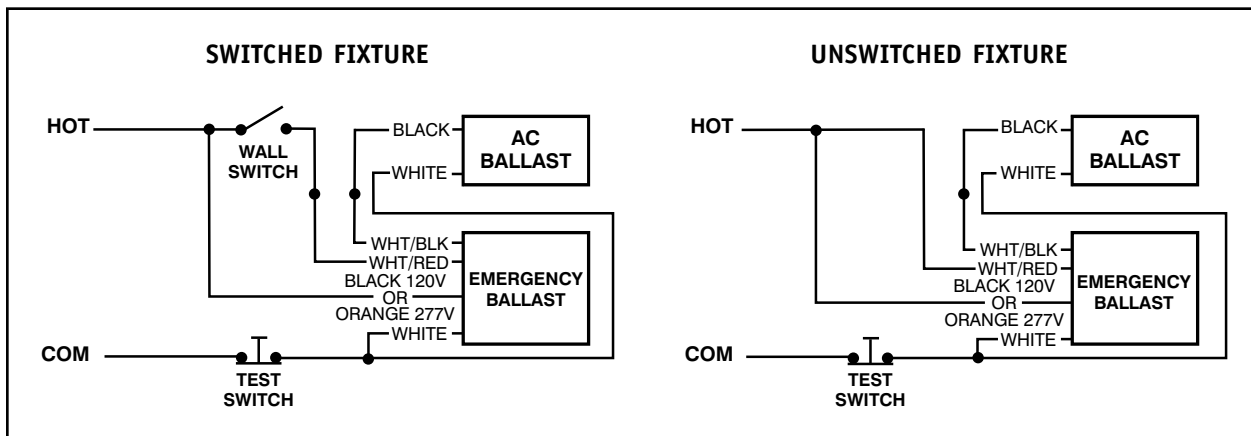 SWITCHED FIXTURE
HOT
WALL
SWITCH
BLACK
WHITE
AC
BALLAST
WHT/BLK
WHT/RED
BLACK 120V
OR
ORANGE 277V
WHITE
EMERGENCY
BALLAST
COM
TEST
SWITCH
UNSWITCHED FIXTURE
HOT
BLACK
WHITE
AC
BALLAST
WHT/BLK
WHT/RED
BLACK 120V
OR
ORANGE 277V
WHITE
EMERGENCY
BALLAST
COM
TEST
SWITCH